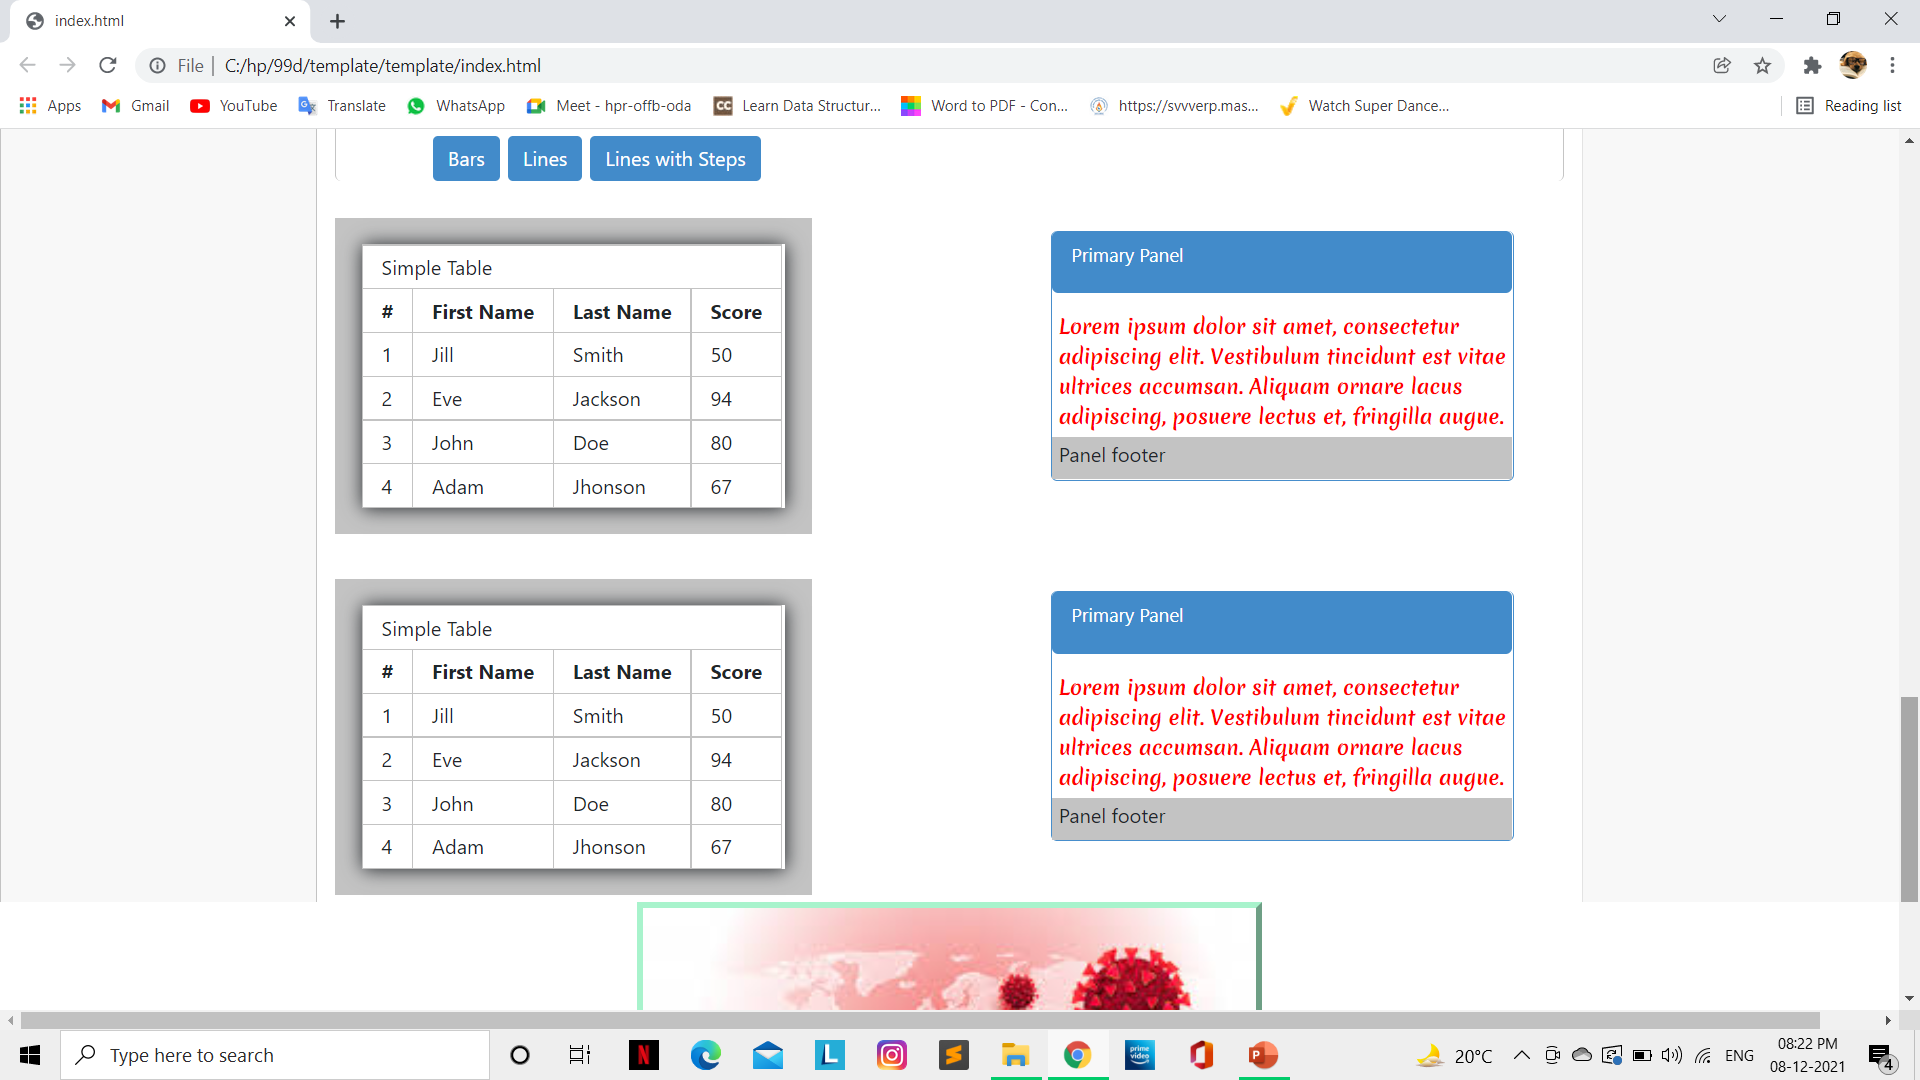 index.html
File | C:/hp/99d/template/template/index.html
Apps Gmail YouTube Translate WhatsApp Meet - hpr-offb-oda Learn Data Structur... Word to PDF - Con... https://svvverp.mas... Watch Super Dance... Reading list
Bars Lines Lines with Steps
Simple Table
# First Name Last Name Score
1 Jill Smith 50
2 Eve Jackson 94
3 John Doe 80
4 Adam Jhonson 67
Primary Panel
Lorem ipsum dolor sit amet, consectetur
adipiscing elit. Vestibulum tincidunt est vitae
ultrices accumsan. Aliquam ornare lacus
adipiscing, posuere lectus et, fringilla augue.
Panel footer
Simple Table
# First Name Last Name Score
1 Jill Smith 50
2 Eve Jackson 94
3 John Doe 80
4 Adam Jhonson 67
Primary Panel
Lorem ipsum dolor sit amet, consectetur
adipiscing elit. Vestibulum tincidunt est vitae
ultrices accumsan. Aliquam ornare lacus
adipiscing, posuere lectus et, fringilla augue.
Panel footer
Type here to search
20°C
ENG
08:22 PM
08-12-2021
4